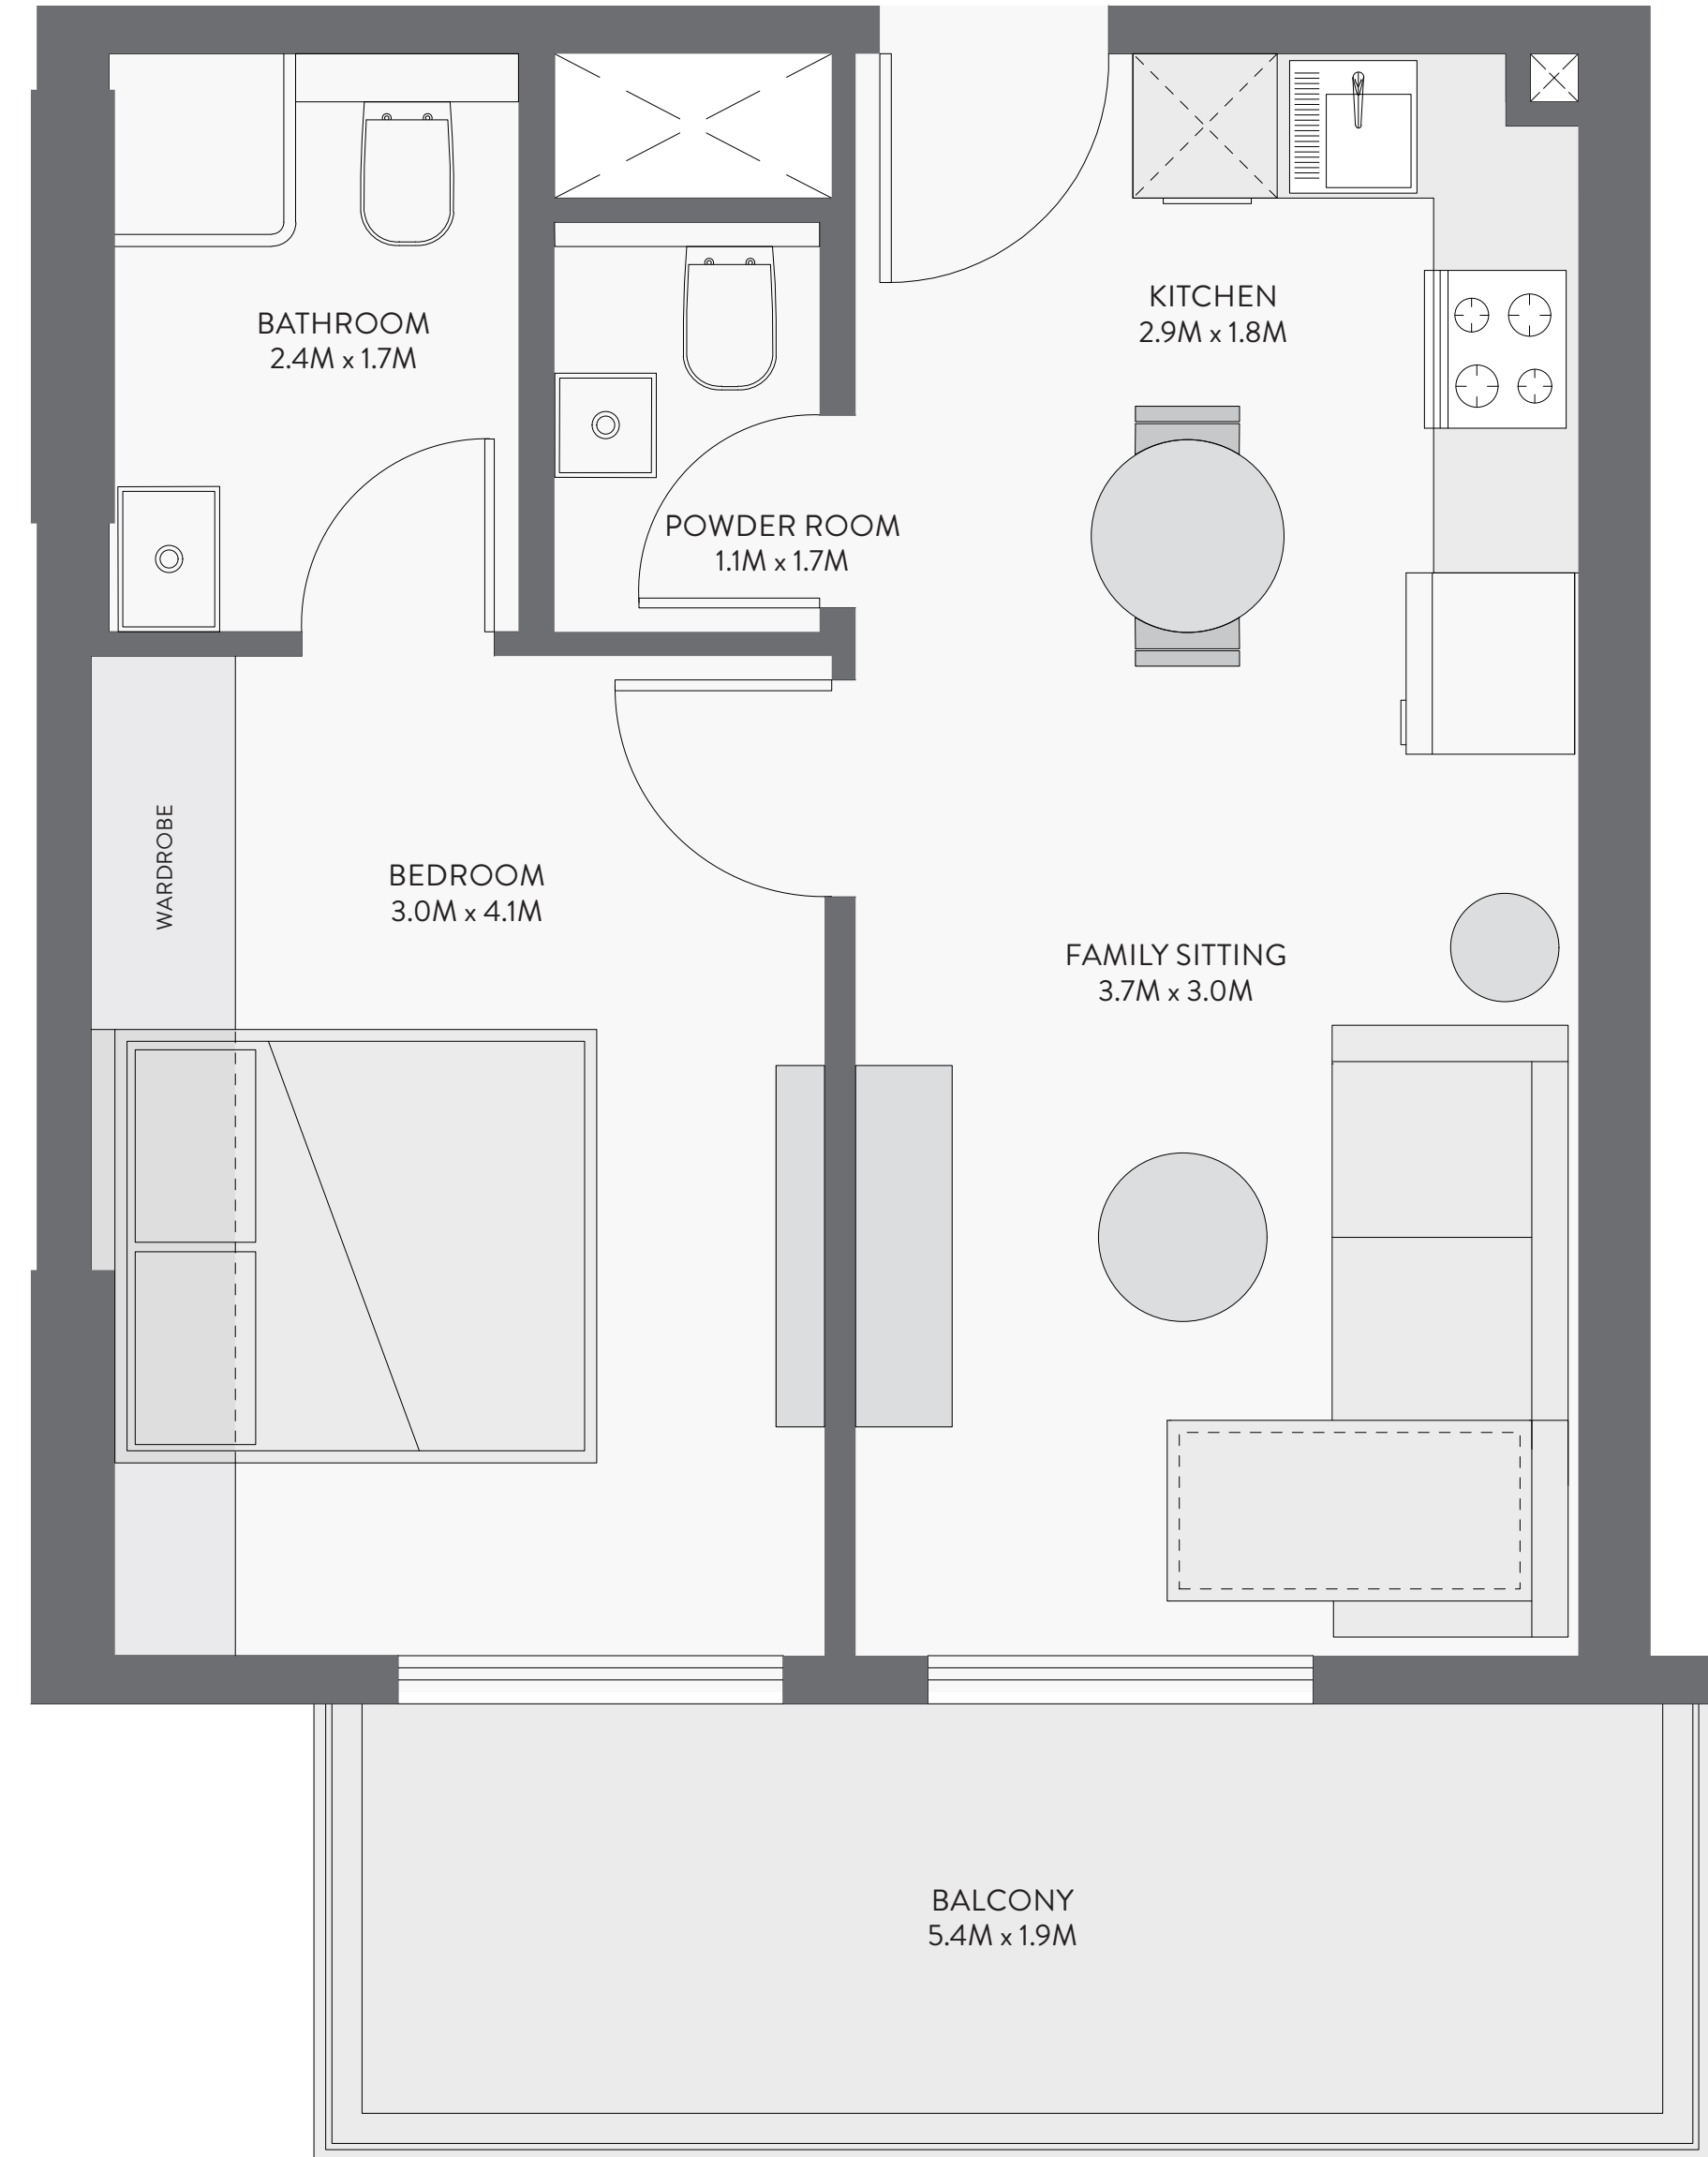 BATHROOM
2.4M x 1.7M
KITCHEN
2.9M x 1.8M
POWDER ROOM
1.1M x 1.7M
WARDROBE
BEDROOM
3.0M x 4.1M
FAMILY SITTING
3.7M x 3.0M
BALCONY
5.4M x 1.9M